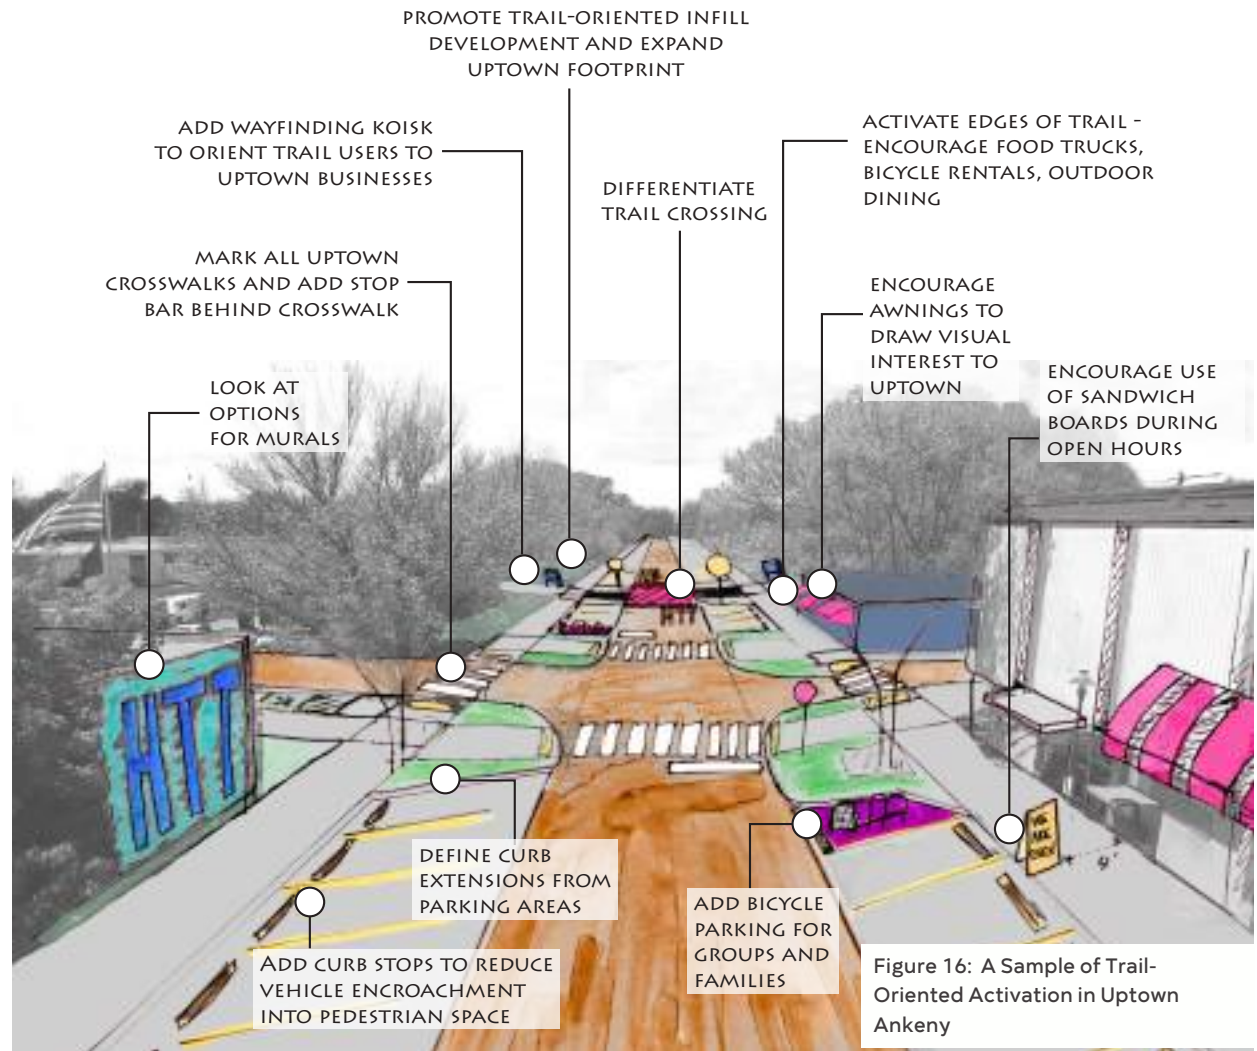 PROMOTE TRAIL-ORIENTED INFILL
DEVELOPMENT AND EXPAND
UPTOWN FOOTPRINT
ADD WAYFINDING KOISK
TO ORIENT TRAIL USERS TO
UPTOWN BUSINESSES
ACTIVATE EDGES OF TRAIL -
ENCOURAGE FOOD TRUCKS,
BICYCLE RENTALS, OUTDOOR
DINING
DIFFERENTIATE
TRAIL CROSSING
MARK ALL UPTOWN
CROSSWALKS AND ADD STOP
BAR BEHIND CROSSWALK
ENCOURAGE
AWNINGS TO
DRAW VISUAL
INTEREST TO
UPTOWN
LOOK AT
OPTIONS
FOR MURALS
ENCOURAGE USE
OF SANDWICH
BOARDS DURING
OPEN HOURS
HTT
HTT
WE
ARE
OPEN
9'
DEFINE CURB
EXTENSIONS FROM
PARKING AREAS
ADD BICYCLE
PARKING FOR
GROUPS AND
FAMILIES
ADD CURB STOPS TO REDUCE
VEHICLE ENCROACHMENT
INTO PEDESTRIAN SPACE
Figure 16: A Sample of Trail-
Oriented Activation in Uptown
Ankeny